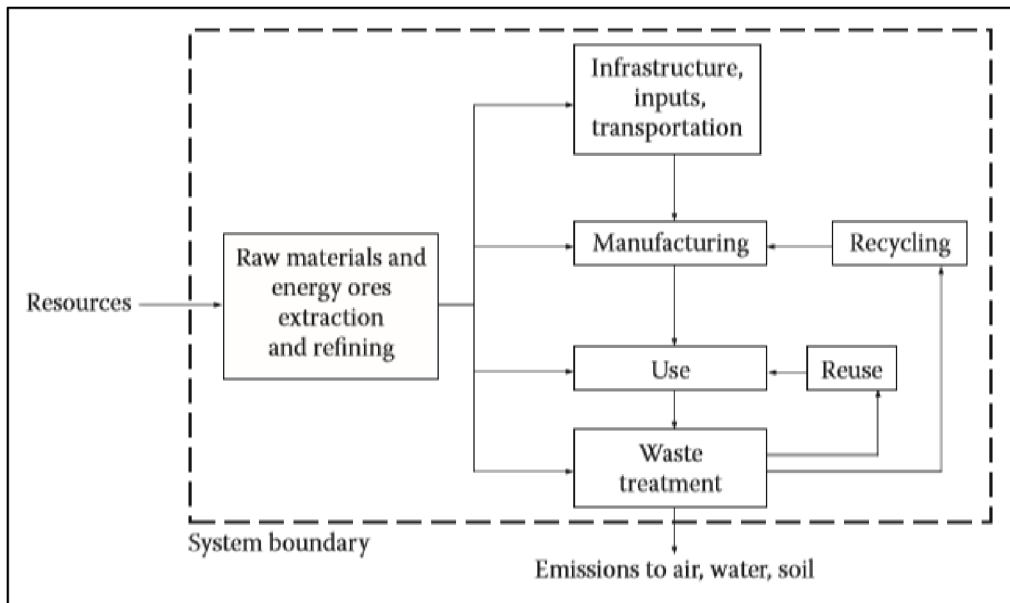 Infrastructure,
inputs,
transportation
Manufacturing
Recycling
Raw materials and
energy ores
extraction
and refining
Resources
Use
Reuse
Waste
treatment
System boundary
Emissions to air, water, soil